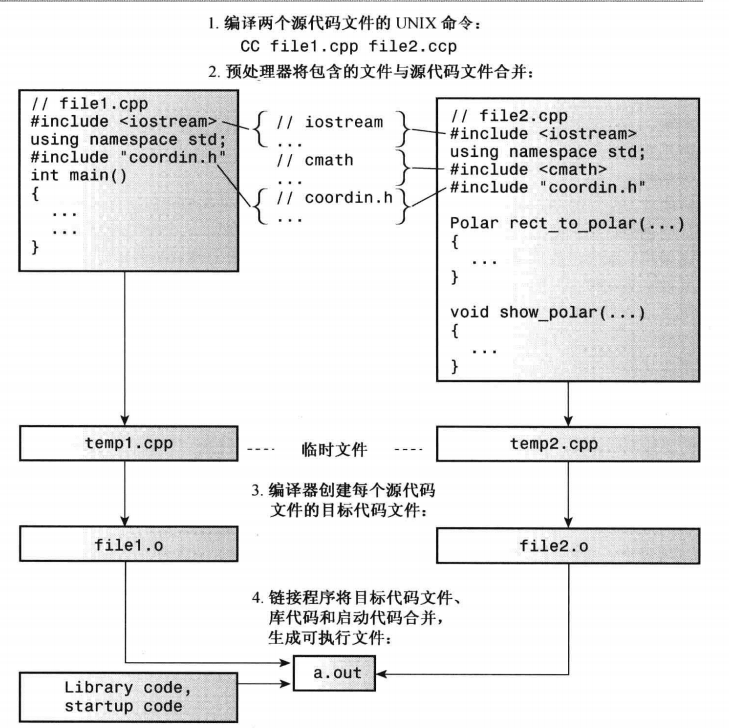 1. 编译两个源代码文件的 UNIX 命令：
CC file1.cpp file2.ccp
2. 预处理器将包含的文件与源代码文件合并：
// file1.cpp
#include <iostream>
using namespace std;
#include "coordin.h"
int main()
{
...
...
}
// iostream
...
// cmath
...
// coordin.h
...
// file2.cpp
#include <iostream>
using namespace std;
#include <cmath>
#include "coordin.h"
Polar rect_to_polar(...)
{
...
}
void show_polar(...)
{
...
}
temp1.cpp
临时文件
temp2.cpp
3. 编译器创建每个源代码
文件的目标代码文件：
file1.o
file2.o
4. 链接程序将目标代码文件、
库代码和启动代码合并，
生成可执行文件：
a.out
Library code,
startup code